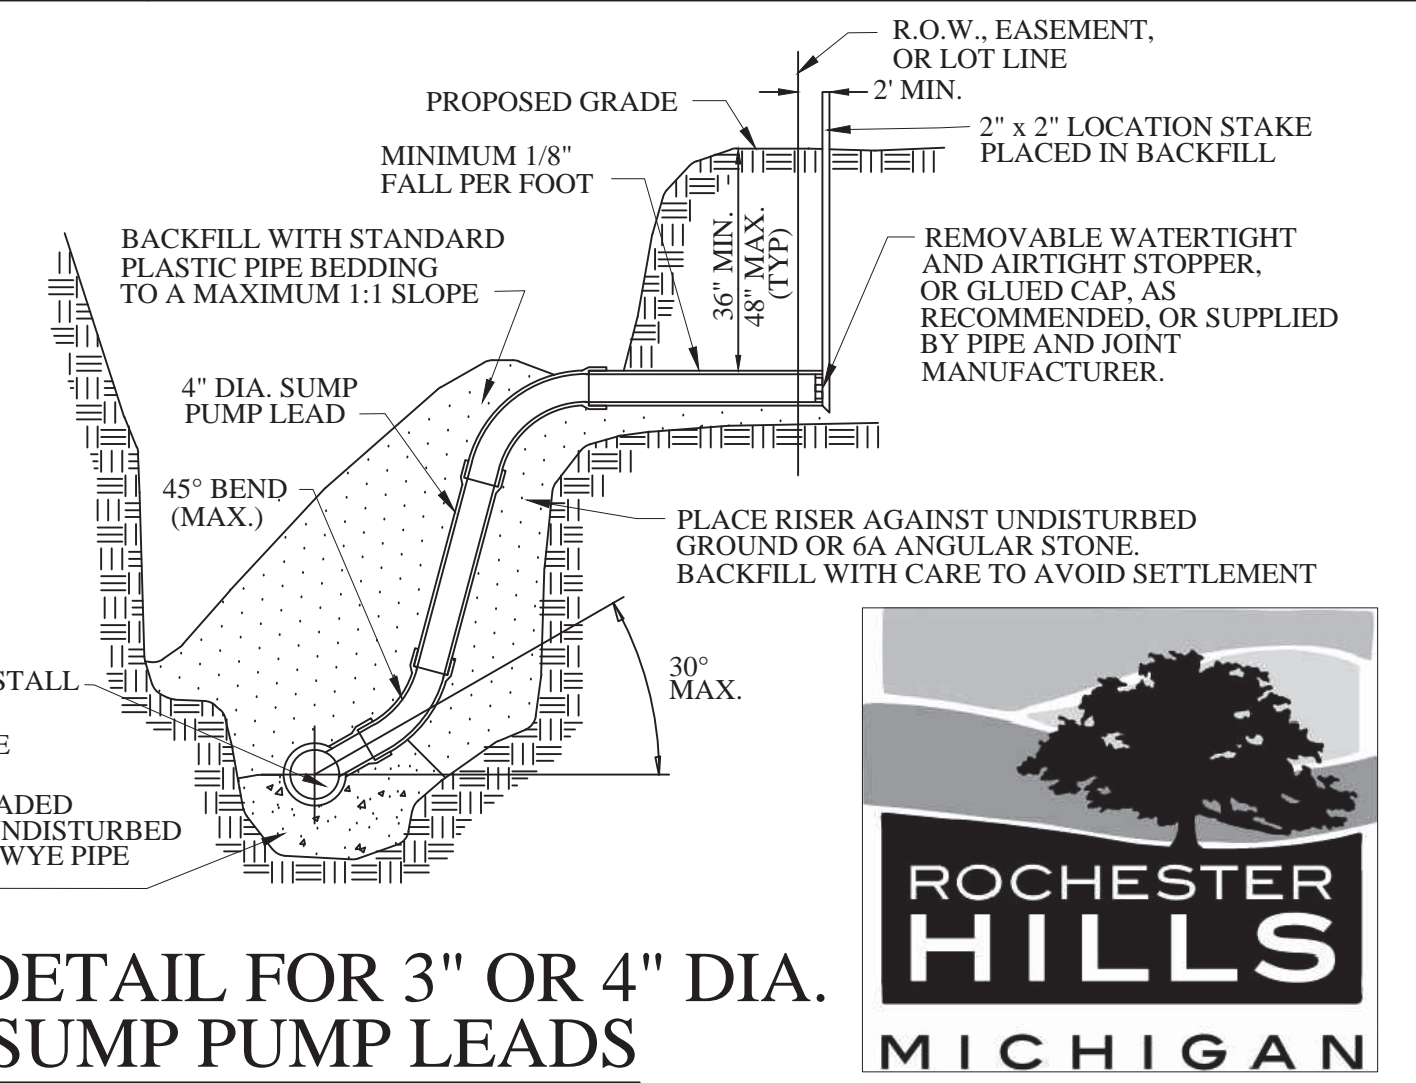 R.O.W., EASEMENT,
OR LOT LINE
2' MIN.
PROPOSED GRADE
2" x 2" LOCATION STAKE
PLACED IN BACKFILL
MINIMUM 1/8"
FALL PER FOOT
36" MIN.
48" MAX.
(TYP)
BACKFILL WITH STANDARD
PLASTIC PIPE BEDDING
TO A MAXIMUM 1:1 SLOPE
REMOVABLE WATERTIGHT
AND AIRTIGHT STOPPER,
OR GLUED CAP, AS
RECOMMENDED, OR SUPPLIED
BY PIPE AND JOINT
MANUFACTURER.
4" DIA. SUMP
PUMP LEAD
45° BEND
(MAX.)
PLACE RISER AGAINST UNDISTURBED
GROUND OR 6A ANGULAR STONE.
BACKFILL WITH CARE TO AVOID SETTLEMENT
30°
MAX.
STALL
E
ADED
NDISTURBED
WYE PIPE
DETAIL FOR 3" OR 4" DIA.
SUMP PUMP LEADS
ROCHESTER
HILLS
MICHIGAN